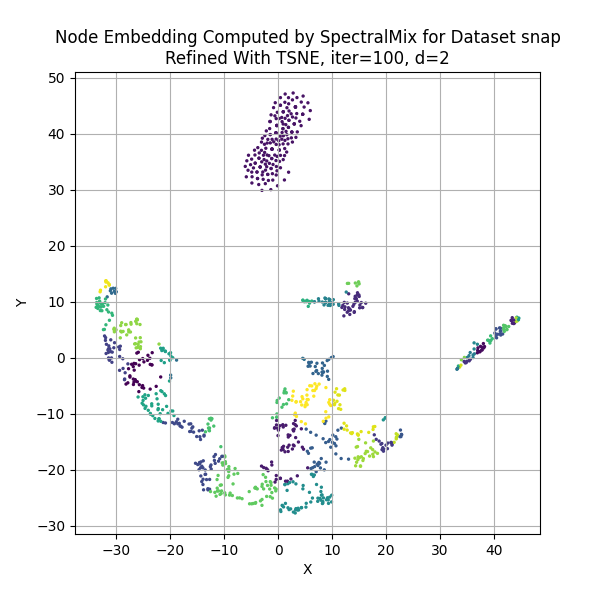 Node Embedding Computed by SpectralMix for Dataset snap
Refined With TSNE, iter=100, d=2
50
40
30
20
10
0
−10
−20
−30
Y
−30 −20 −10 0 10 20 30 40
X